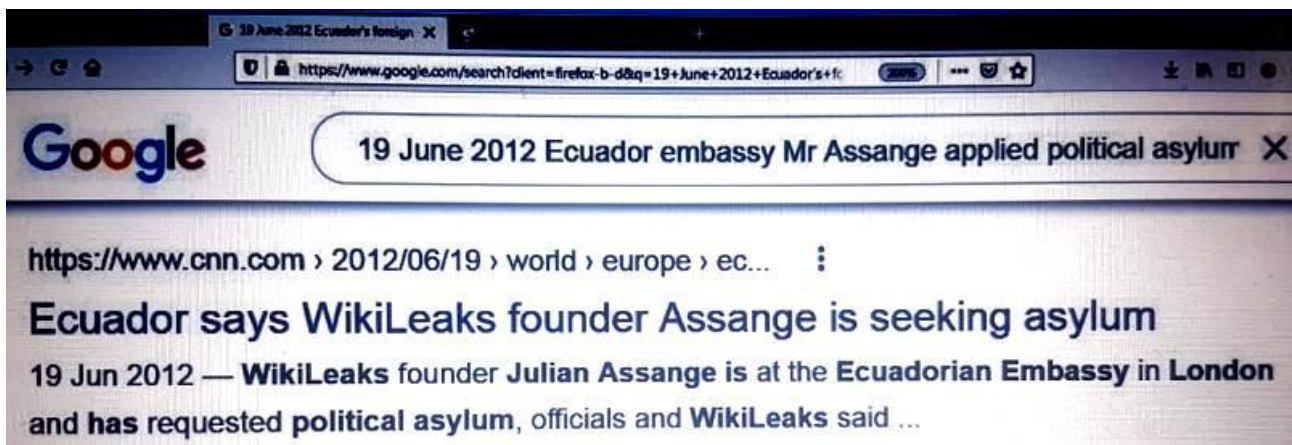 G 19 June 2012 Ecuador's foreign X
https://www.google.com/search?client=firefox-b-d&q=19+June+2012+Ecuador's+fo 200%
Google 19 June 2012 Ecuador embassy Mr Assange applied political asylum X
https://www.cnn.com › 2012/06/19 › world › europe › ec...
Ecuador says WikiLeaks founder Assange is seeking asylum
19 Jun 2012 — WikiLeaks founder Julian Assange is at the Ecuadorian Embassy in London
and has requested political asylum, officials and WikiLeaks said ...